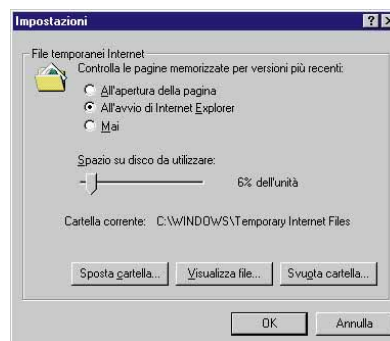 Impostazioni
File temporanei Internet
Controlla le pagine memorizzate per versioni più recenti:
All'apertura della pagina
All'avvio di Internet Explorer
Mai
Spazio su disco da utilizzare:
6% dell'unità
Cartella corrente: C:\WINDOWS\Temporary Internet Files
Sposta cartella... Visualizza file... Svuota cartella...
OK Annulla